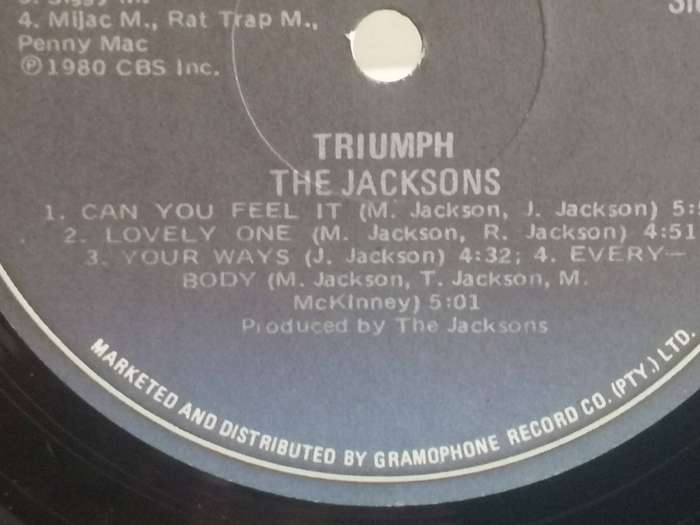 4. Mijac M., Rat Trap M.,
Penny Mac
Ⓟ1980 CBS Inc.
TRIUMPH
THE JACKSONS
1. CAN YOU FEEL IT (M. Jackson, J. Jackson)
2. LOVELY ONE (M. Jackson, R. Jackson) 4:51
3. YOUR WAYS (J. Jackson) 4:32; 4. EVERY—
BODY (M. Jackson, T. Jackson, M.
McKinney) 5:01
Produced by The Jacksons
MARKETED AND DISTRIBUTED BY GRAMOPHONE RECORD CO. (PTY.) LTD.